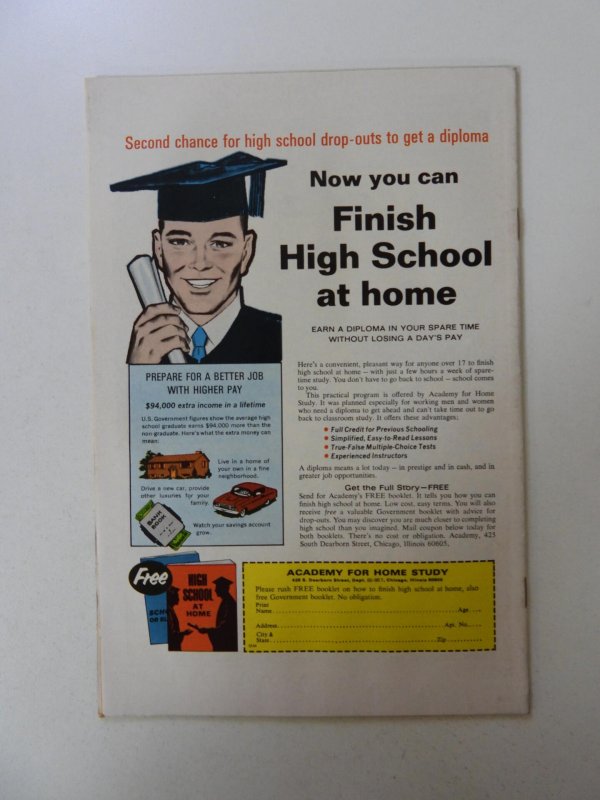 Second chance for high school drop-outs to get a diploma
Now you can
Finish
High School
at home
EARN A DIPLOMA IN YOUR SPARE TIME
WITHOUT LOSING A DAY'S PAY
PREPARE FOR A BETTER JOB
WITH HIGHER PAY
$94,000 extra income in a lifetime
U.S. Government figures show the average high
school graduate earns $94,000 more than the
non-graduate. Here's what the extra money can
mean:
Live in a home of
your own in a fine
neighborhood.
Drive a new car, provide
other luxuries for your
family.
BANK
BOOK
Watch your savings account
grow.
Here's a convenient, pleasant way for anyone over 17 to finish
high school at home – with just a few hours a week of spare-
time study. You don't have to go back to school – school comes
to you.
This practical program is offered by Academy for Home
Study. It was planned especially for working men and women
who need a diploma to get ahead and can't take time out to go
back to classroom study. It offers these advantages:
• Full Credit for Previous Schooling
• Simplified, Easy-to-Read Lessons
• True-False Multiple-Choice Tests
• Experienced Instructors
A diploma means a lot today – in prestige and in cash, and in
greater job opportunities.
Get the Full Story—FREE
Send for Academy's FREE booklet. It tells you how you can
finish high school at home. Low cost, easy terms. You will also
receive free a valuable Government booklet with advice for
drop-outs. You may discover you are much closer to completing
high school than you imagined. Mail coupon below today for
both booklets. There's no cost or obligation. Academy, 423
South Dearborn Street, Chicago, Illinois 60605.
Free
HIGH
SCHOOL
AT
HOME
ACADEMY FOR HOME STUDY
Dearborn Street, Chicago, Illinois 60605
Please rush FREE booklet on how to finish high school at home, also
free Government booklet. No obligation.
Print
Name Age
Address Apt. No.
City &
State Zip